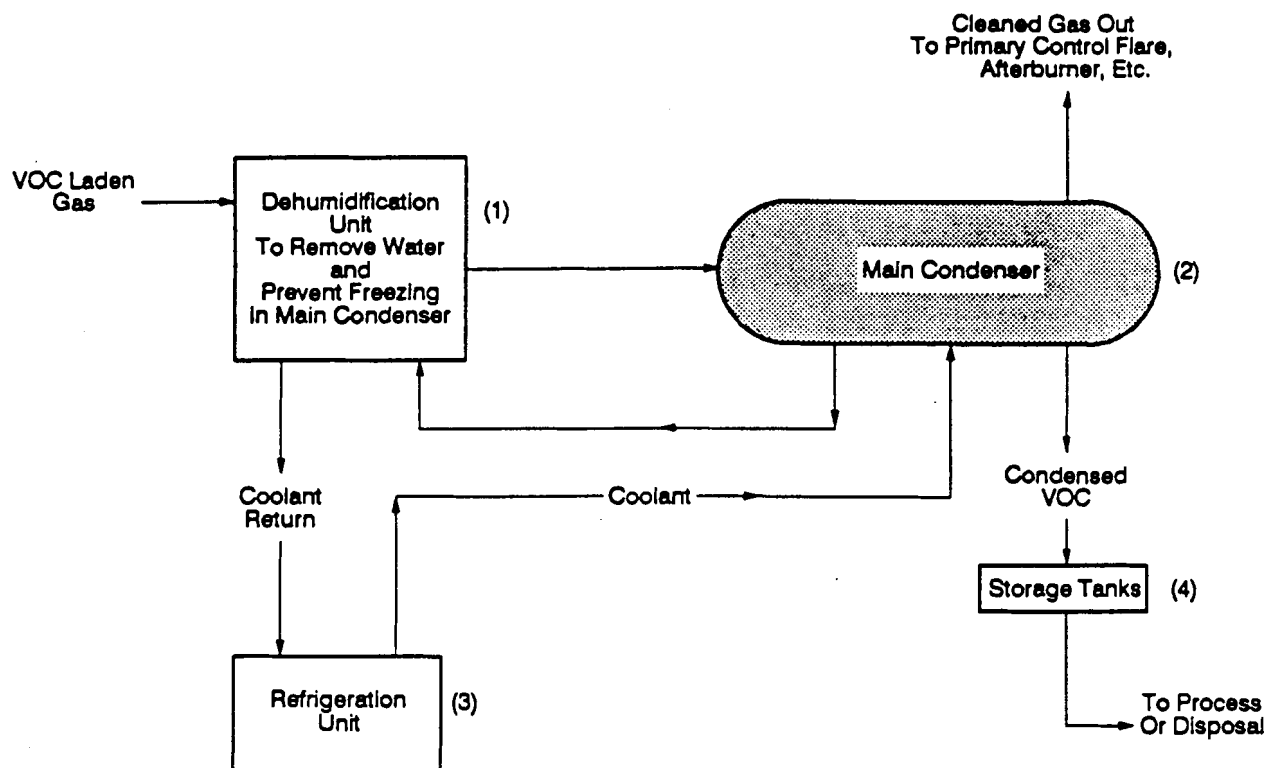 Cleaned Gas Out
To Primary Control Flare,
Afterburner, Etc.
VOC Laden
Gas
Dehumidification
Unit
To Remove Water
and
Prevent Freezing
in Main Condenser
(1)
Main Condenser
(2)
Coolant
Return
Coolant
Condensed
VOC
Storage Tanks
(4)
Refrigeration
Unit
(3)
To Process
Or Disposal